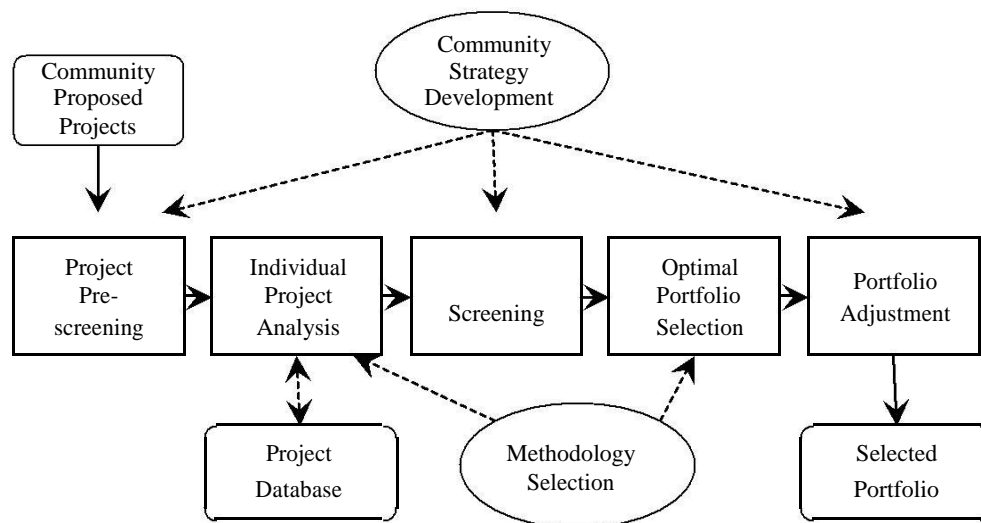 Community
Proposed
Projects
Community
Strategy
Development
Project
Pre-
screening
Individual
Project
Analysis
Screening
Optimal
Portfolio
Selection
Portfolio
Adjustment
Project
Database
Methodology
Selection
Selected
Portfolio